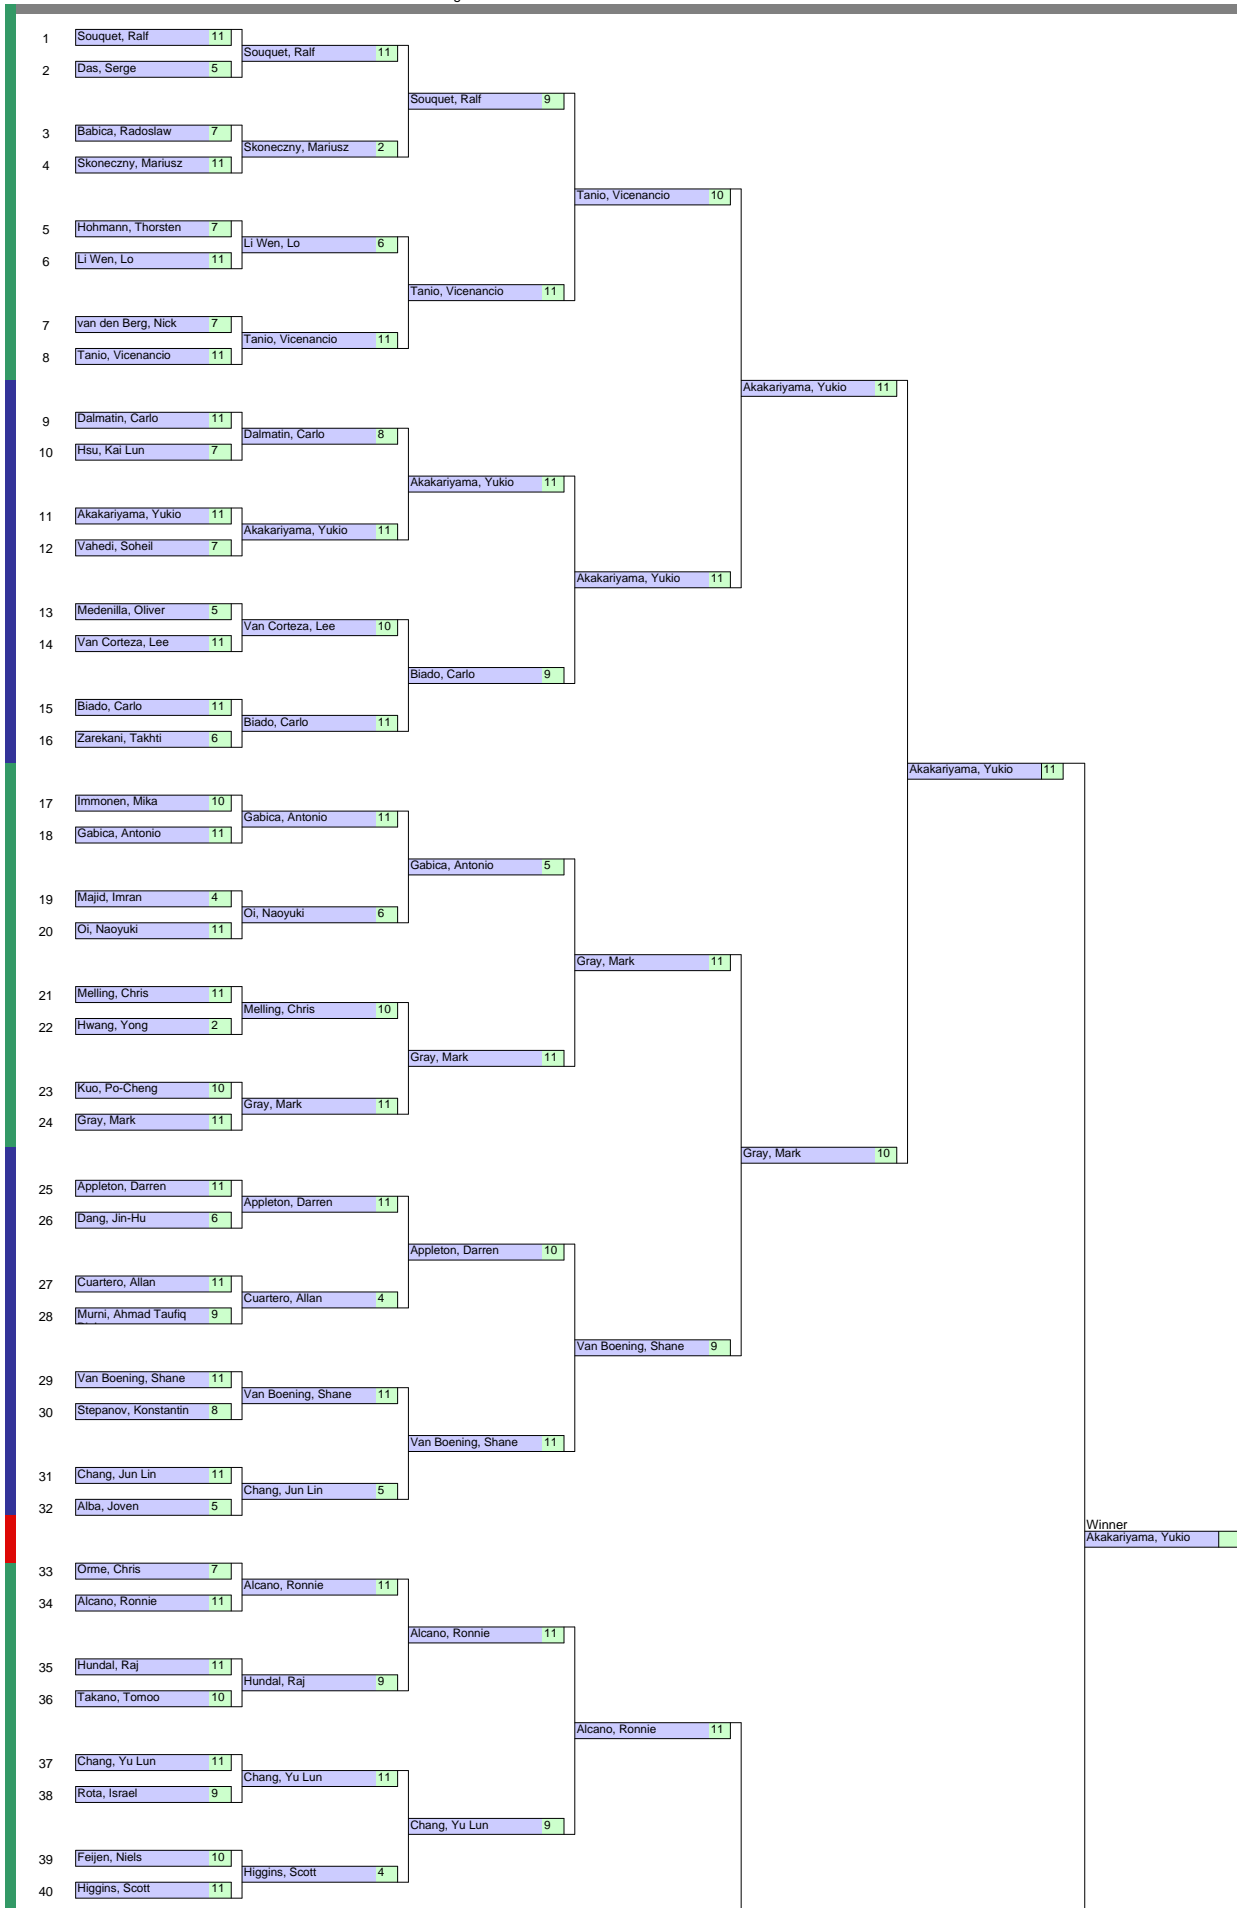 1 Souquet, Ralf 11
Souquet, Ralf 11
2 Das, Serge 5
Souquet, Ralf 9
3 Babica, Radoslaw 7
Skoneczny, Mariusz 2
4 Skoneczny, Mariusz 11
Tanio, Vicenancio 10
5 Hohmann, Thorsten 7
Li Wen, Lo 6
6 Li Wen, Lo 11
Tanio, Vicenancio 11
7 van den Berg, Nick 7
Tanio, Vicenancio 11
8 Tanio, Vicenancio 11
Akakariyama, Yukio 11
9 Dalmatin, Carlo 11
Dalmatin, Carlo 8
10 Hsu, Kai Lun 7
Akakariyama, Yukio 11
11 Akakariyama, Yukio 11
Akakariyama, Yukio 11
12 Vahedi, Soheil 7
Akakariyama, Yukio 11
13 Medenilla, Oliver 5
Van Corteza, Lee 10
14 Van Corteza, Lee 11
Biado, Carlo 9
15 Biado, Carlo 11
Biado, Carlo 11
16 Zarekani, Takhti 6
Akakariyama, Yukio 11
17 Immonen, Mika 10
Gabica, Antonio 11
18 Gabica, Antonio 11
Gabica, Antonio 5
19 Majid, Imran 4
Oi, Naoyuki 6
20 Oi, Naoyuki 11
Gray, Mark 11
21 Melling, Chris 11
Melling, Chris 10
22 Hwang, Yong 2
Gray, Mark 11
23 Kuo, Po-Cheng 10
Gray, Mark 11
24 Gray, Mark 11
Gray, Mark 10
25 Appleton, Darren 11
Appleton, Darren 11
26 Dang, Jin-Hu 6
Appleton, Darren 10
27 Cuartero, Allan 11
Cuartero, Allan 4
28 Murni, Ahmad Taufiq 9
Van Boening, Shane 9
29 Van Boening, Shane 11
Van Boening, Shane 11
30 Stepanov, Konstantin 8
Van Boening, Shane 11
31 Chang, Jun Lin 11
Chang, Jun Lin 5
32 Alba, Joven 5
Winner
Akakariyama, Yukio
33 Orme, Chris 7
Alcano, Ronnie 11
34 Alcano, Ronnie 11
Alcano, Ronnie 11
35 Hundal, Raj 11
Hundal, Raj 9
36 Takano, Tomoo 10
Alcano, Ronnie 11
37 Chang, Yu Lun 11
Chang, Yu Lun 11
38 Rota, Israel 9
Chang, Yu Lun 9
39 Feijen, Niels 10
Higgins, Scott 4
40 Higgins, Scott 11